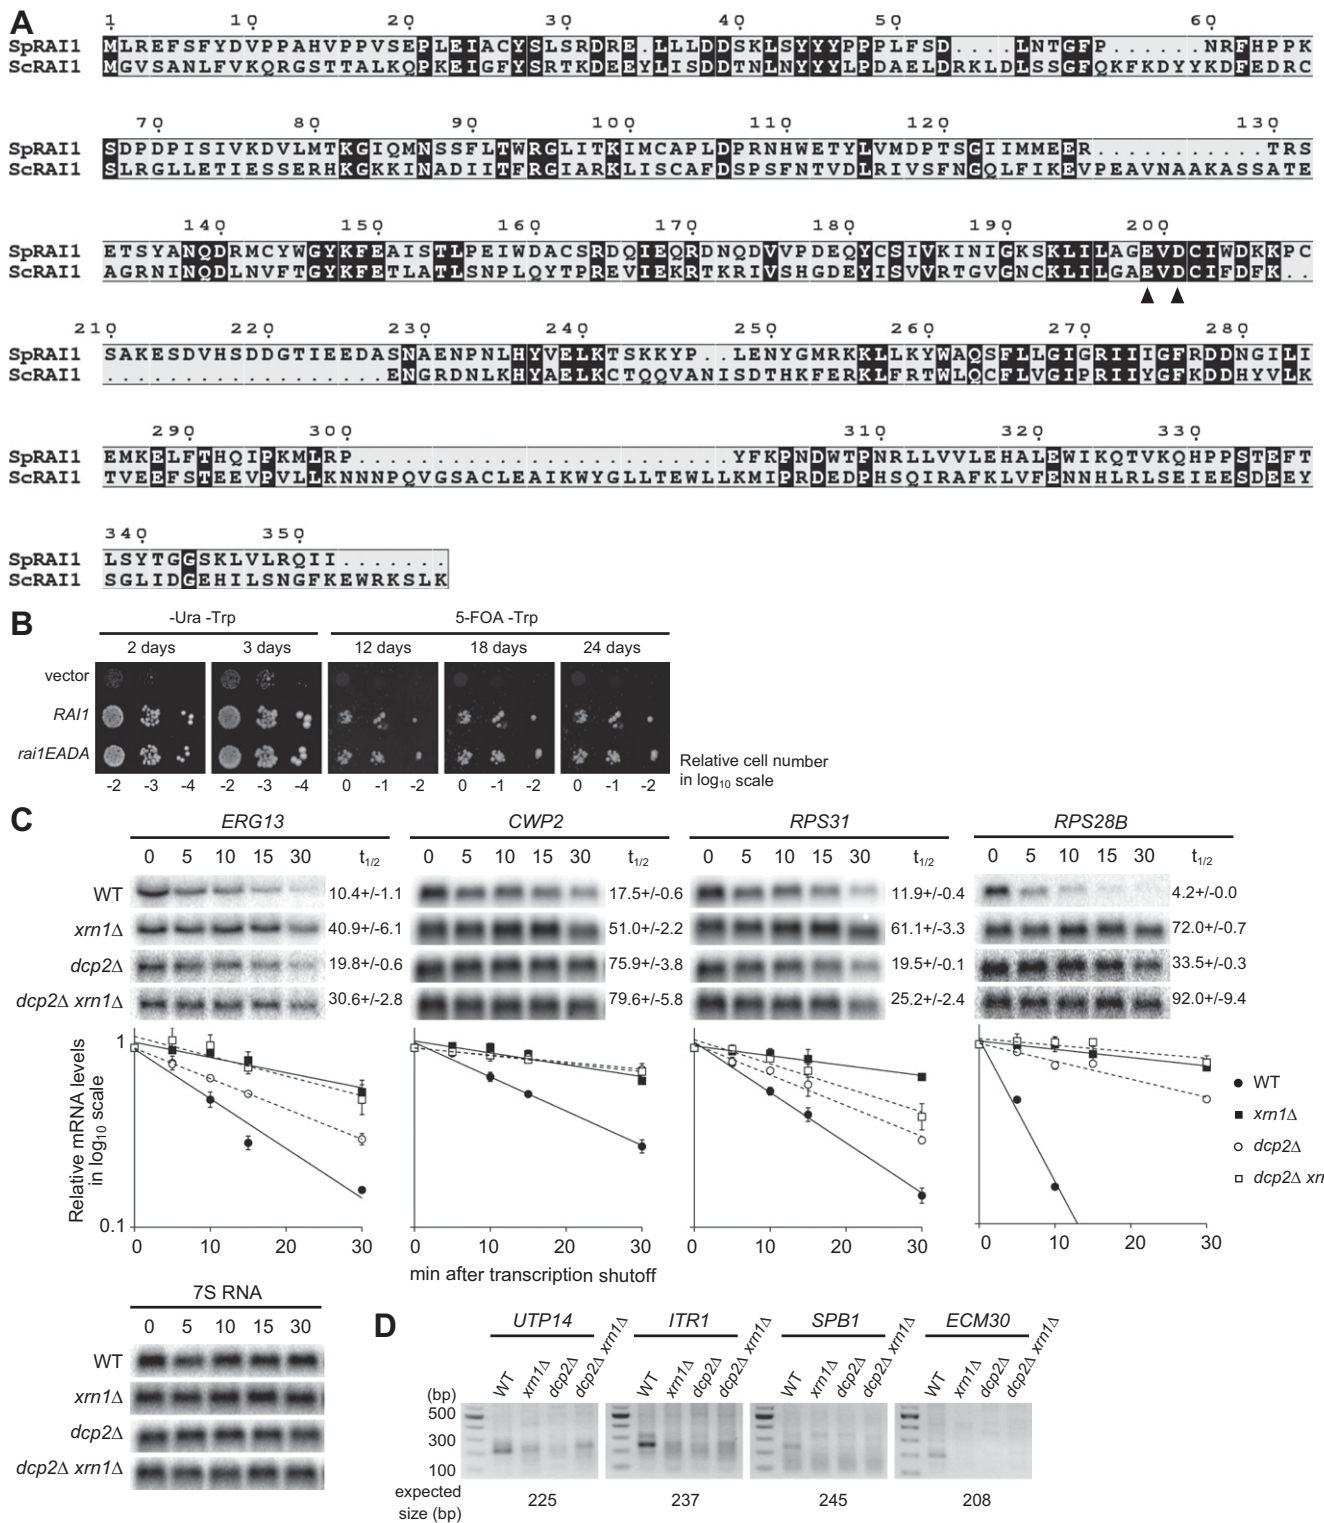 A
1 10 20 30 40 50 60
SpRAI1 MLREFSFYDVPPAHVPPVSEPLEIACYSLSRDRE.LLLDDSKLSYYYPPPLFSD....LNTGFP......NRFHPPK
ScRAI1 MGVSANLFVKQRGSTTALKQPKEIGFYSRTKDEEYLISDDTNLNYYYLPDAELDRKLDLSSGFQKFKDYYKDFEDRC
70 80 90 100 110 120 130
SpRAI1 SDPDPISIVKDVLMTKGIQMNSSFLTWRGLITKIMCAPLDPRNHWETYLVMDPTSGIIMMEER...........TRS
ScRAI1 SLRGLLETIESSERHKGKKINADIITFRGIARKLISCAFDSPSFNTVDLRIVSFNGQLFIKEVPEAVNAAKASSATE
140 150 160 170 180 190 200
SpRAI1 ETSYANQDRMCYWGYKFEAISTLPEIWDACSRDQIEQRDNQDVVPDEQYCSIVKINIGKSKLILAGEVDCIWDKKPC
ScRAI1 AGRNINQDLNVFTGYKFETLATLSNPLQYTPREVIEKRTKRIVSHGDEYISVVRTGVGNCKLILGAEVDCIFDFK..
210 220 230 240 250 260 270 280
SpRAI1 SAKESDVHSDDGTIEEDASNAENPNLHYVELKTSKKYP..LENYGMRKKLLKYWAQSFLLGIGRIIIGFRDDNGILI
ScRAI1 ..................ENGRDNLKHYAELKCTQQVANISDTHKFERKLFRTWLQCFLVGIPRIIYGFKDDHYVLK
290 300 310 320 330
SpRAI1 EMKELFTHQIPKMLRP........................YFKPNDWTPNRLLVVLEHALEWIKQTVKQHPPSTEFT
ScRAI1 TVEEFSTEEVPVLLKNNNPQVGSACLEAIKWYGLLTEWLLKMIPRDEDPHSQIRAFKLVFENNHLRLSEIEESDEEY
340 350
SpRAI1 LSYTGGSKLVLRQII.......
ScRAI1 SGLIDGEHILSNGFKEWRKSLK
B
-Ura -Trp 5-FOA -Trp
2 days 3 days 12 days 18 days 24 days
vector
RAI1
rai1EADA
-2 -3 -4 -2 -3 -4 0 -1 -2 0 -1 -2 0 -1 -2
Relative cell number
in log10 scale
C
ERG13 CWP2 RPS31 RPS28B
0 5 10 15 30 t1/2 0 5 10 15 30 t1/2 0 5 10 15 30 t1/2 0 5 10 15 30 t1/2
WT 10.4+/-1.1 17.5+/-0.6 11.9+/-0.4 4.2+/-0.0
xrn1Δ 40.9+/-6.1 51.0+/-2.2 61.1+/-3.3 72.0+/-0.7
dcp2Δ 19.8+/-0.6 75.9+/-3.8 19.5+/-0.1 33.5+/-0.3
dcp2Δ xrn1Δ 30.6+/-2.8 79.6+/-5.8 25.2+/-2.4 92.0+/-9.4
Relative mRNA levels
in log10 scale
1
0.1
0 10 20 30 0 10 20 30 0 10 20 30 0 10 20 30
min after transcription shutoff
WT
xrn1Δ
dcp2Δ
dcp2Δ xrr
7S RNA
0 5 10 15 30
WT
xrn1Δ
dcp2Δ
dcp2Δ xrn1Δ
D
UTP14 ITR1 SPB1 ECM30
WT xrn1Δ dcp2Δ dcp2Δ xrn1Δ WT xrn1Δ dcp2Δ dcp2Δ xrn1Δ WT xrn1Δ dcp2Δ dcp2Δ xrn1Δ WT xrn1Δ dcp2Δ dcp2Δ xrn1Δ
(bp)
500
300
100
expected
size (bp)
225 237 245 208